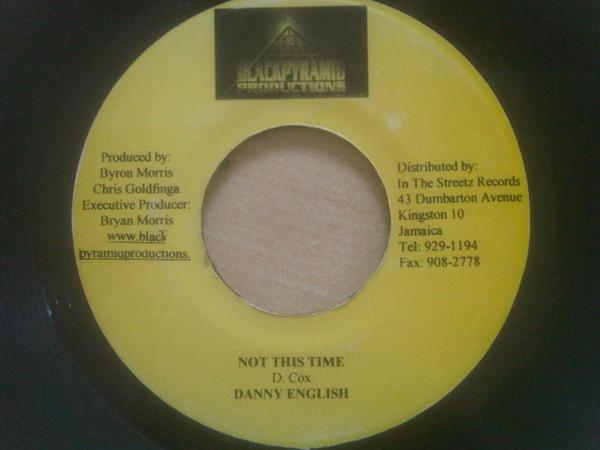 BLACKPYRAMID
PRODUCTIONS
Produced by:
Byron Morris
Chris Goldfinga
Executive Producer:
Bryan Morris
www.black
pyramidproductions.
Distributed by:
In The Streetz Records
43 Dumbarton Avenue
Kingston 10
Jamaica
Tel: 929-1194
Fax: 908-2778
NOT THIS TIME
D. Cox
DANNY ENGLISH